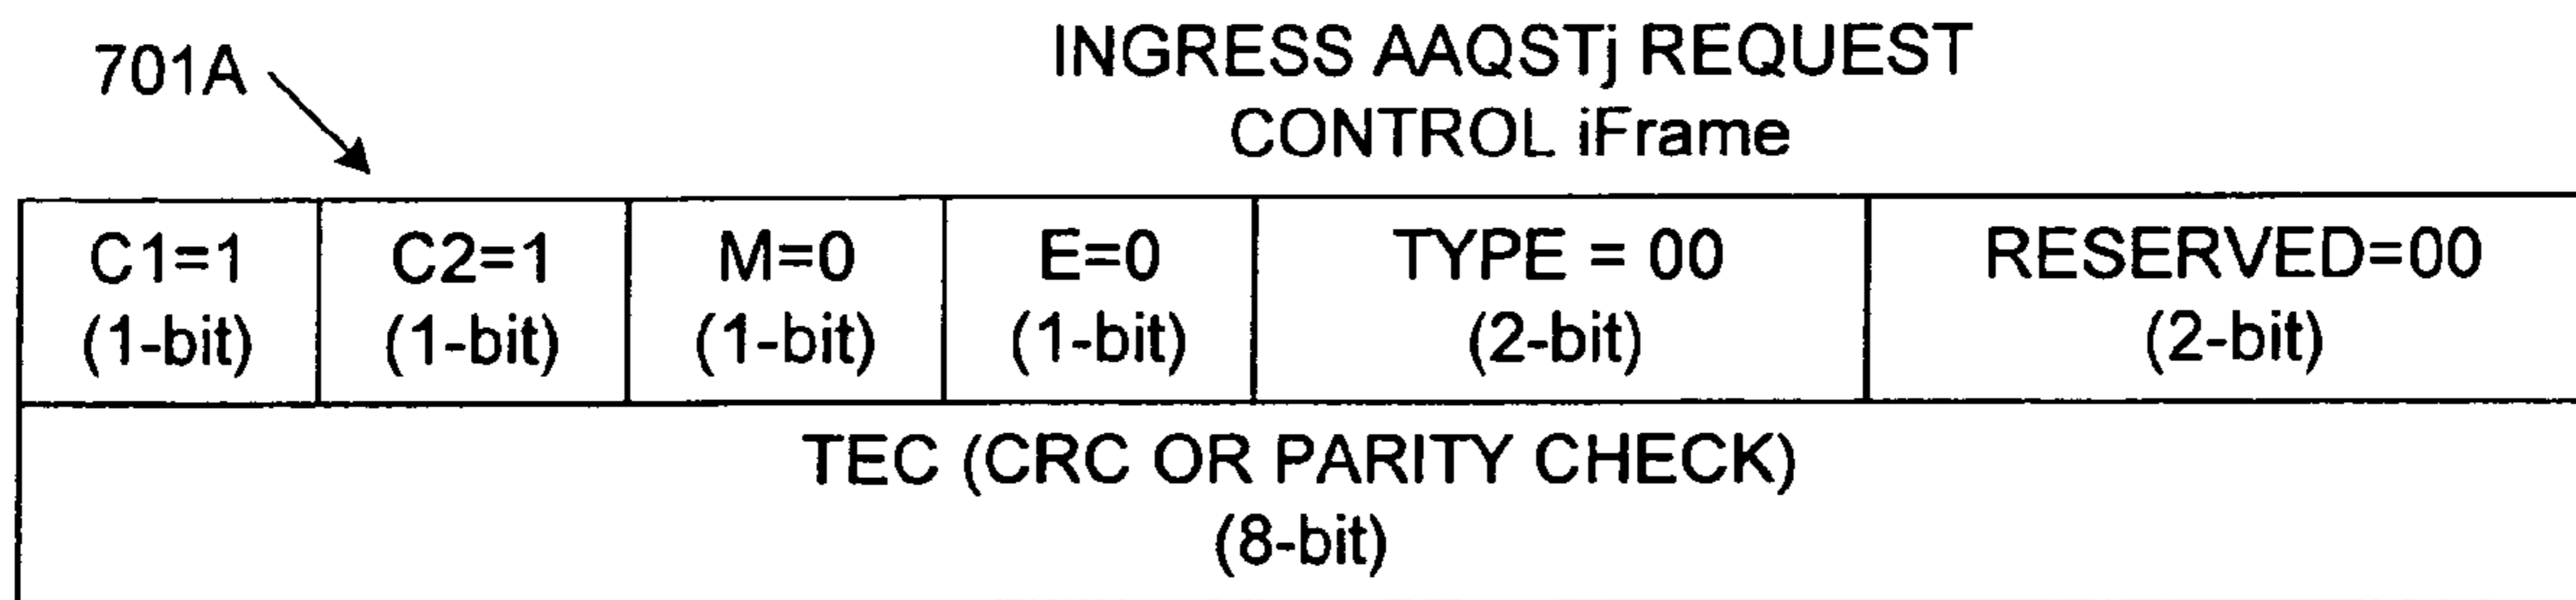 701A
INGRESS AAQSTj REQUEST
CONTROL iFrame
C1=1 C2=1 M=0 E=0 TYPE = 00 RESERVED=00
(1-bit) (1-bit) (1-bit) (1-bit) (2-bit) (2-bit)
TEC (CRC OR PARITY CHECK)
(8-bit)